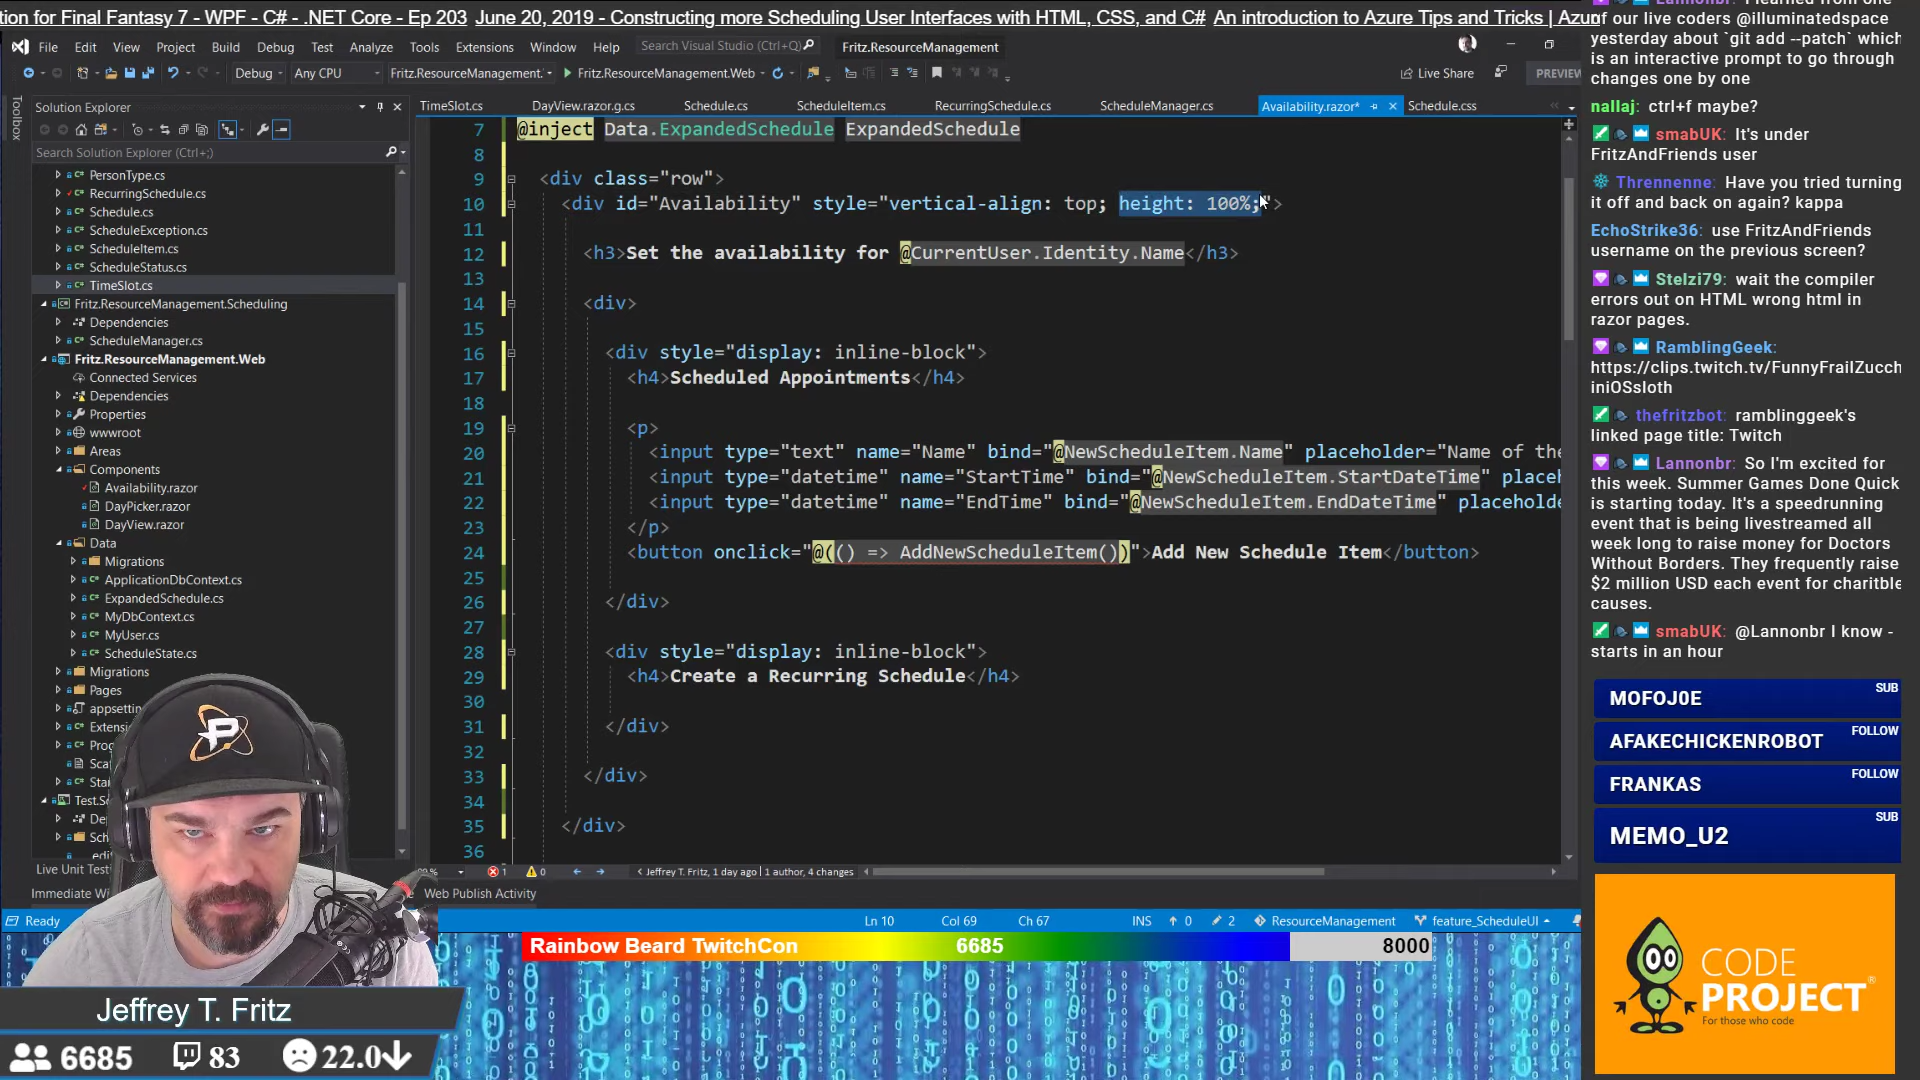 tion for Final Fantasy 7 - WPF - C# - .NET Core - Ep 203 June 20, 2019 - Constructing more Scheduling User Interfaces with HTML, CSS, and C# An introduction to Azure Tips and Tricks | Azur
File Edit View Project Build Debug Test Analyze Tools Extensions Window Help Search Visual Studio (Ctrl+Q) Fritz.ResourceManagement
Debug Any CPU Fritz.ResourceManagement. Fritz.ResourceManagement.Web Live Share PREVIEW
Toolbox
Solution Explorer
Search Solution Explorer (Ctrl+;)
PersonType.cs
RecurringSchedule.cs
Schedule.cs
ScheduleException.cs
ScheduleItem.cs
ScheduleStatus.cs
TimeSlot.cs
Fritz.ResourceManagement.Scheduling
Dependencies
ScheduleManager.cs
Fritz.ResourceManagement.Web
Connected Services
Dependencies
Properties
wwwroot
Areas
Components
Availability.razor
DayPicker.razor
DayView.razor
Data
Migrations
ApplicationDbContext.cs
ExpandedSchedule.cs
MyDbContext.cs
MyUser.cs
ScheduleState.cs
Migrations
Pages
appsettin
Extens
Prog
Sca
Star
Test.Sc
De
Sch
.edi
Live Unit Test
Immediate Wi
Web Publish Activity
TimeSlot.cs DayView.razor.g.cs Schedule.cs ScheduleItem.cs RecurringSchedule.cs ScheduleManager.cs Availability.razor* Schedule.css
7 @inject Data.ExpandedSchedule ExpandedSchedule
8
9 <div class="row">
10 <div id="Availability" style="vertical-align: top; height: 100%;">
11
12 <h3>Set the availability for @CurrentUser.Identity.Name</h3>
13
14 <div>
15
16 <div style="display: inline-block">
17 <h4>Scheduled Appointments</h4>
18
19 <p>
20 <input type="text" name="Name" bind="@NewScheduleItem.Name" placeholder="Name of the
21 <input type="datetime" name="StartTime" bind="@NewScheduleItem.StartDateTime" placeh
22 <input type="datetime" name="EndTime" bind="@NewScheduleItem.EndDateTime" placeholde
23 </p>
24 <button onclick="@(() => AddNewScheduleItem())">Add New Schedule Item</button>
25
26 </div>
27
28 <div style="display: inline-block">
29 <h4>Create a Recurring Schedule</h4>
30
31 </div>
32
33 </div>
34
35 </div>
36
1 0 Jeffrey T. Fritz, 1 day ago | 1 author, 4 changes
Ready Ln 10 Col 69 Ch 67 INS 0 2 ResourceManagement feature_ScheduleUI
Rainbow Beard TwitchCon 6685 8000
Jeffrey T. Fritz
6685 83 22.0
of our live coders @illuminatedspace
yesterday about `git add --patch` which
is an interactive prompt to go through
changes one by one
nallaj: ctrl+f maybe?
smabUK: It's under
FritzAndFriends user
Thrennenne: Have you tried turning
it off and back on again? kappa
EchoStrike36: use FritzAndFriends
username on the previous screen?
Stelzi79: wait the compiler
errors out on HTML wrong html in
razor pages.
RamblingGeek:
https://clips.twitch.tv/FunnyFrailZucch
iniOSsloth
thefritzbot: ramblinggeek's
linked page title: Twitch
Lannonbr: So I'm excited for
this week. Summer Games Done Quick
is starting today. It's a speedrunning
event that is being livestreamed all
week long to raise money for Doctors
Without Borders. They frequently raise
$2 million USD each event for charitble
causes.
smabUK: @Lannonbr I know -
starts in an hour
MOFOJ0E SUB
AFAKECHICKENROBOT FOLLOW
FRANKAS FOLLOW
MEMO_U2 SUB
CODE
PROJECT®
For those who code